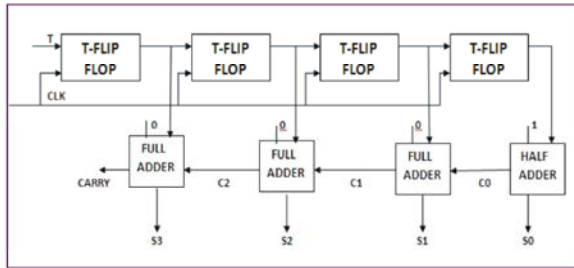 T
T-FLIP FLOP
T-FLIP FLOP
T-FLIP FLOP
T-FLIP FLOP
CLK
0
0
0
1
FULL ADDER
FULL ADDER
FULL ADDER
HALF ADDER
CARRY
C2
C1
C0
S3
S2
S1
S0